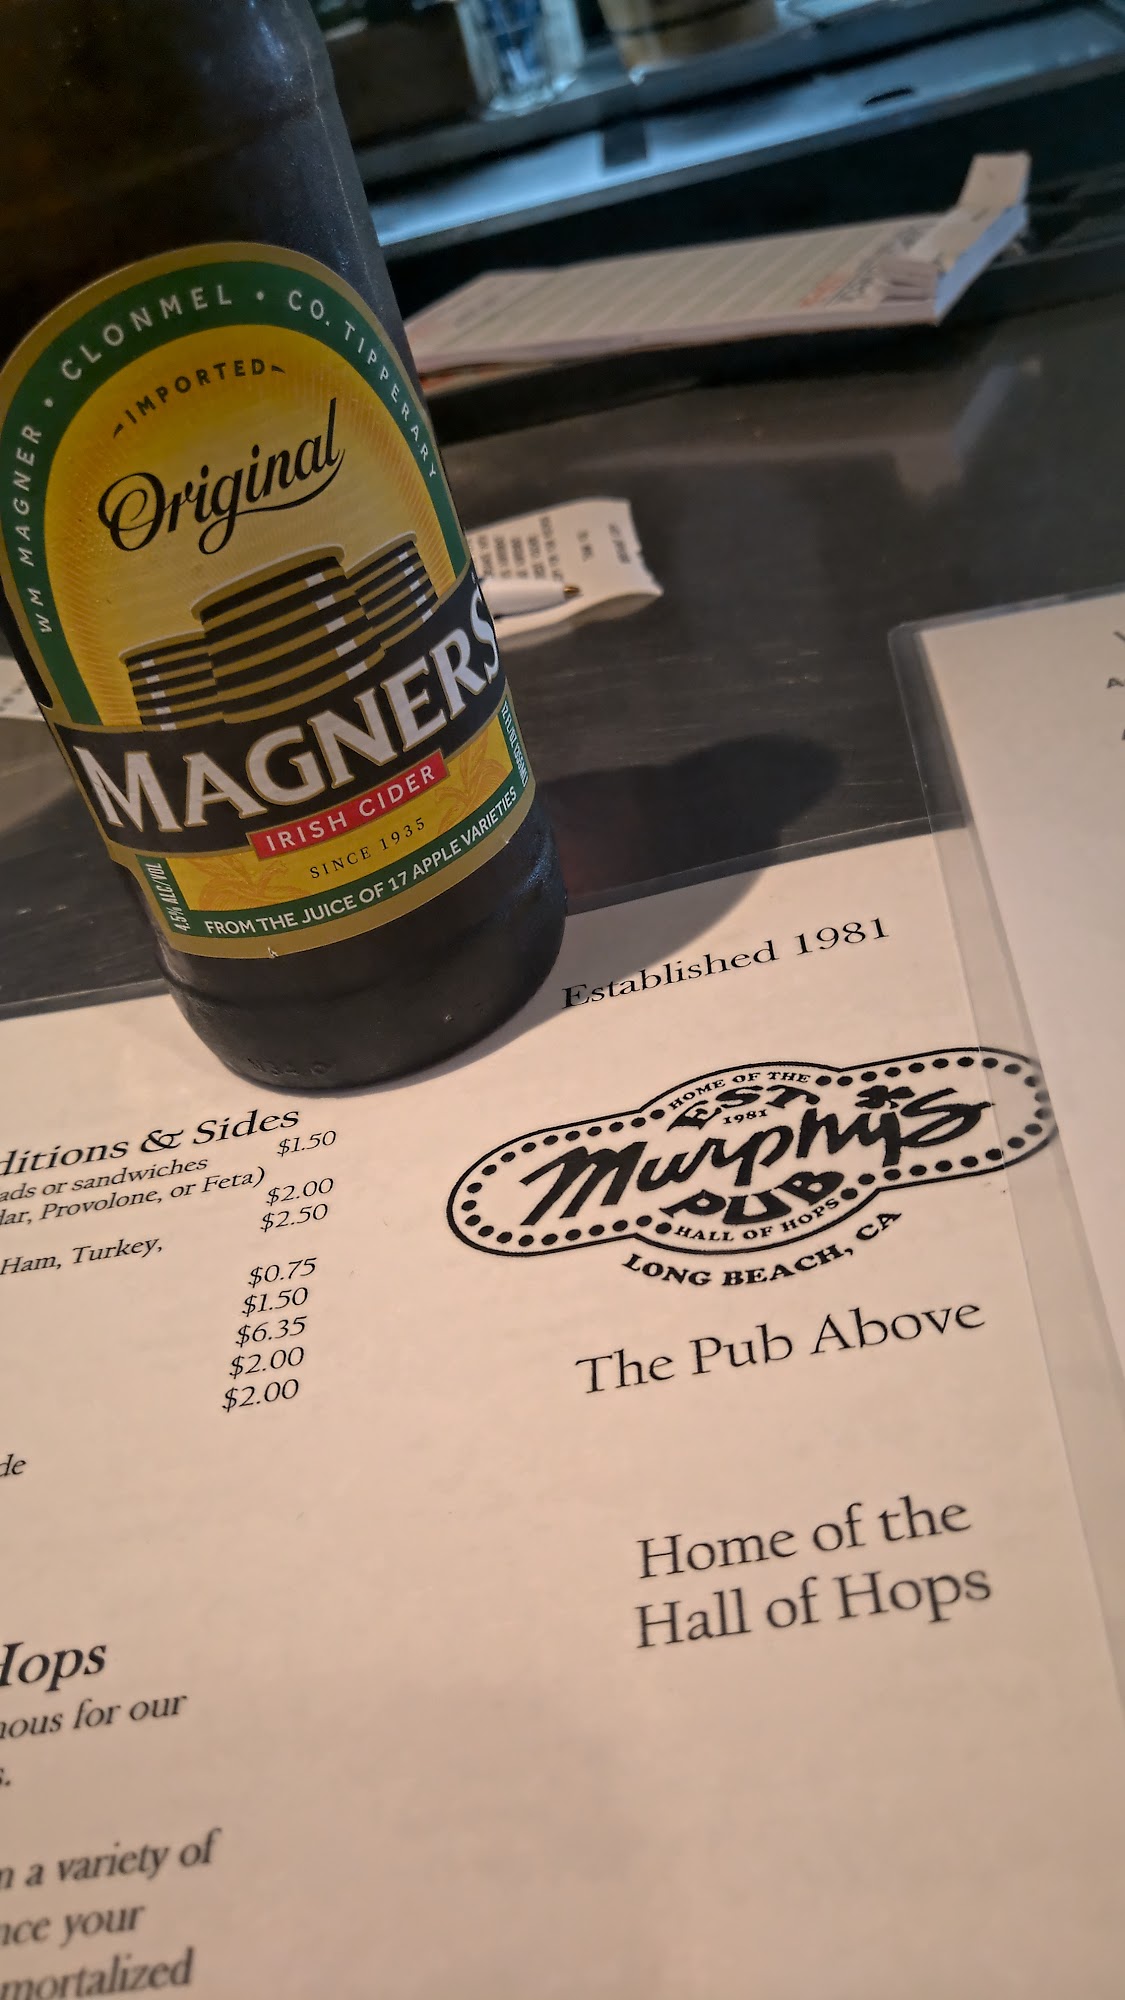 WM MAGNER • CLONMEL • CO. TIPPERARY
IMPORTED
Original
MAGNERS
IRISH CIDER
SINCE 1935
FROM THE JUICE OF 17 APPLE VARIETIES
4.5% ALC/VOL
12 FL/OZ (355ML)
Established 1981
HOME OF THE
EST.
1981
Murphy's
PUB
HALL OF HOPS
LONG BEACH, CA
The Pub Above
Home of the
Hall of Hops
ditions & Sides
$1.50
ads or sandwiches
dar, Provolone, or Feta)
$2.00
$2.50
Ham, Turkey,
$0.75
$1.50
$6.35
$2.00
$2.00
de
Hops
nous for our
s.
n a variety of
nce your
mortalized